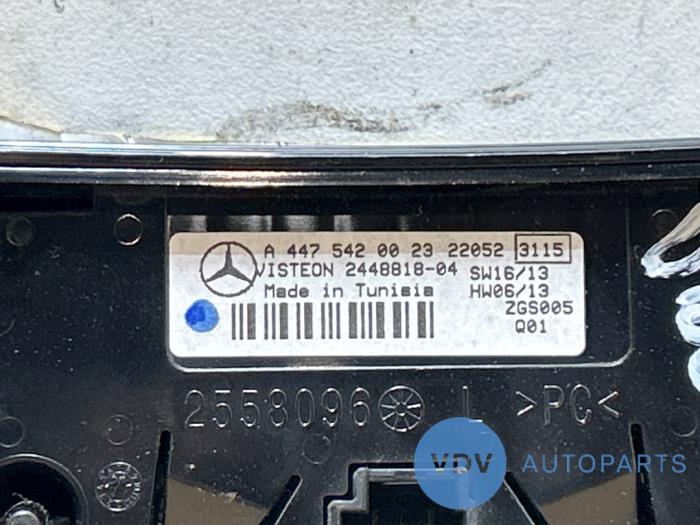 A 447 542 00 23 22052 3115
VISTEON 2448818-04 SW16/13
Made in Tunisia HW06/13
ZGS005
Q01
2558096 L >PC<
VDV AUTOPARTS